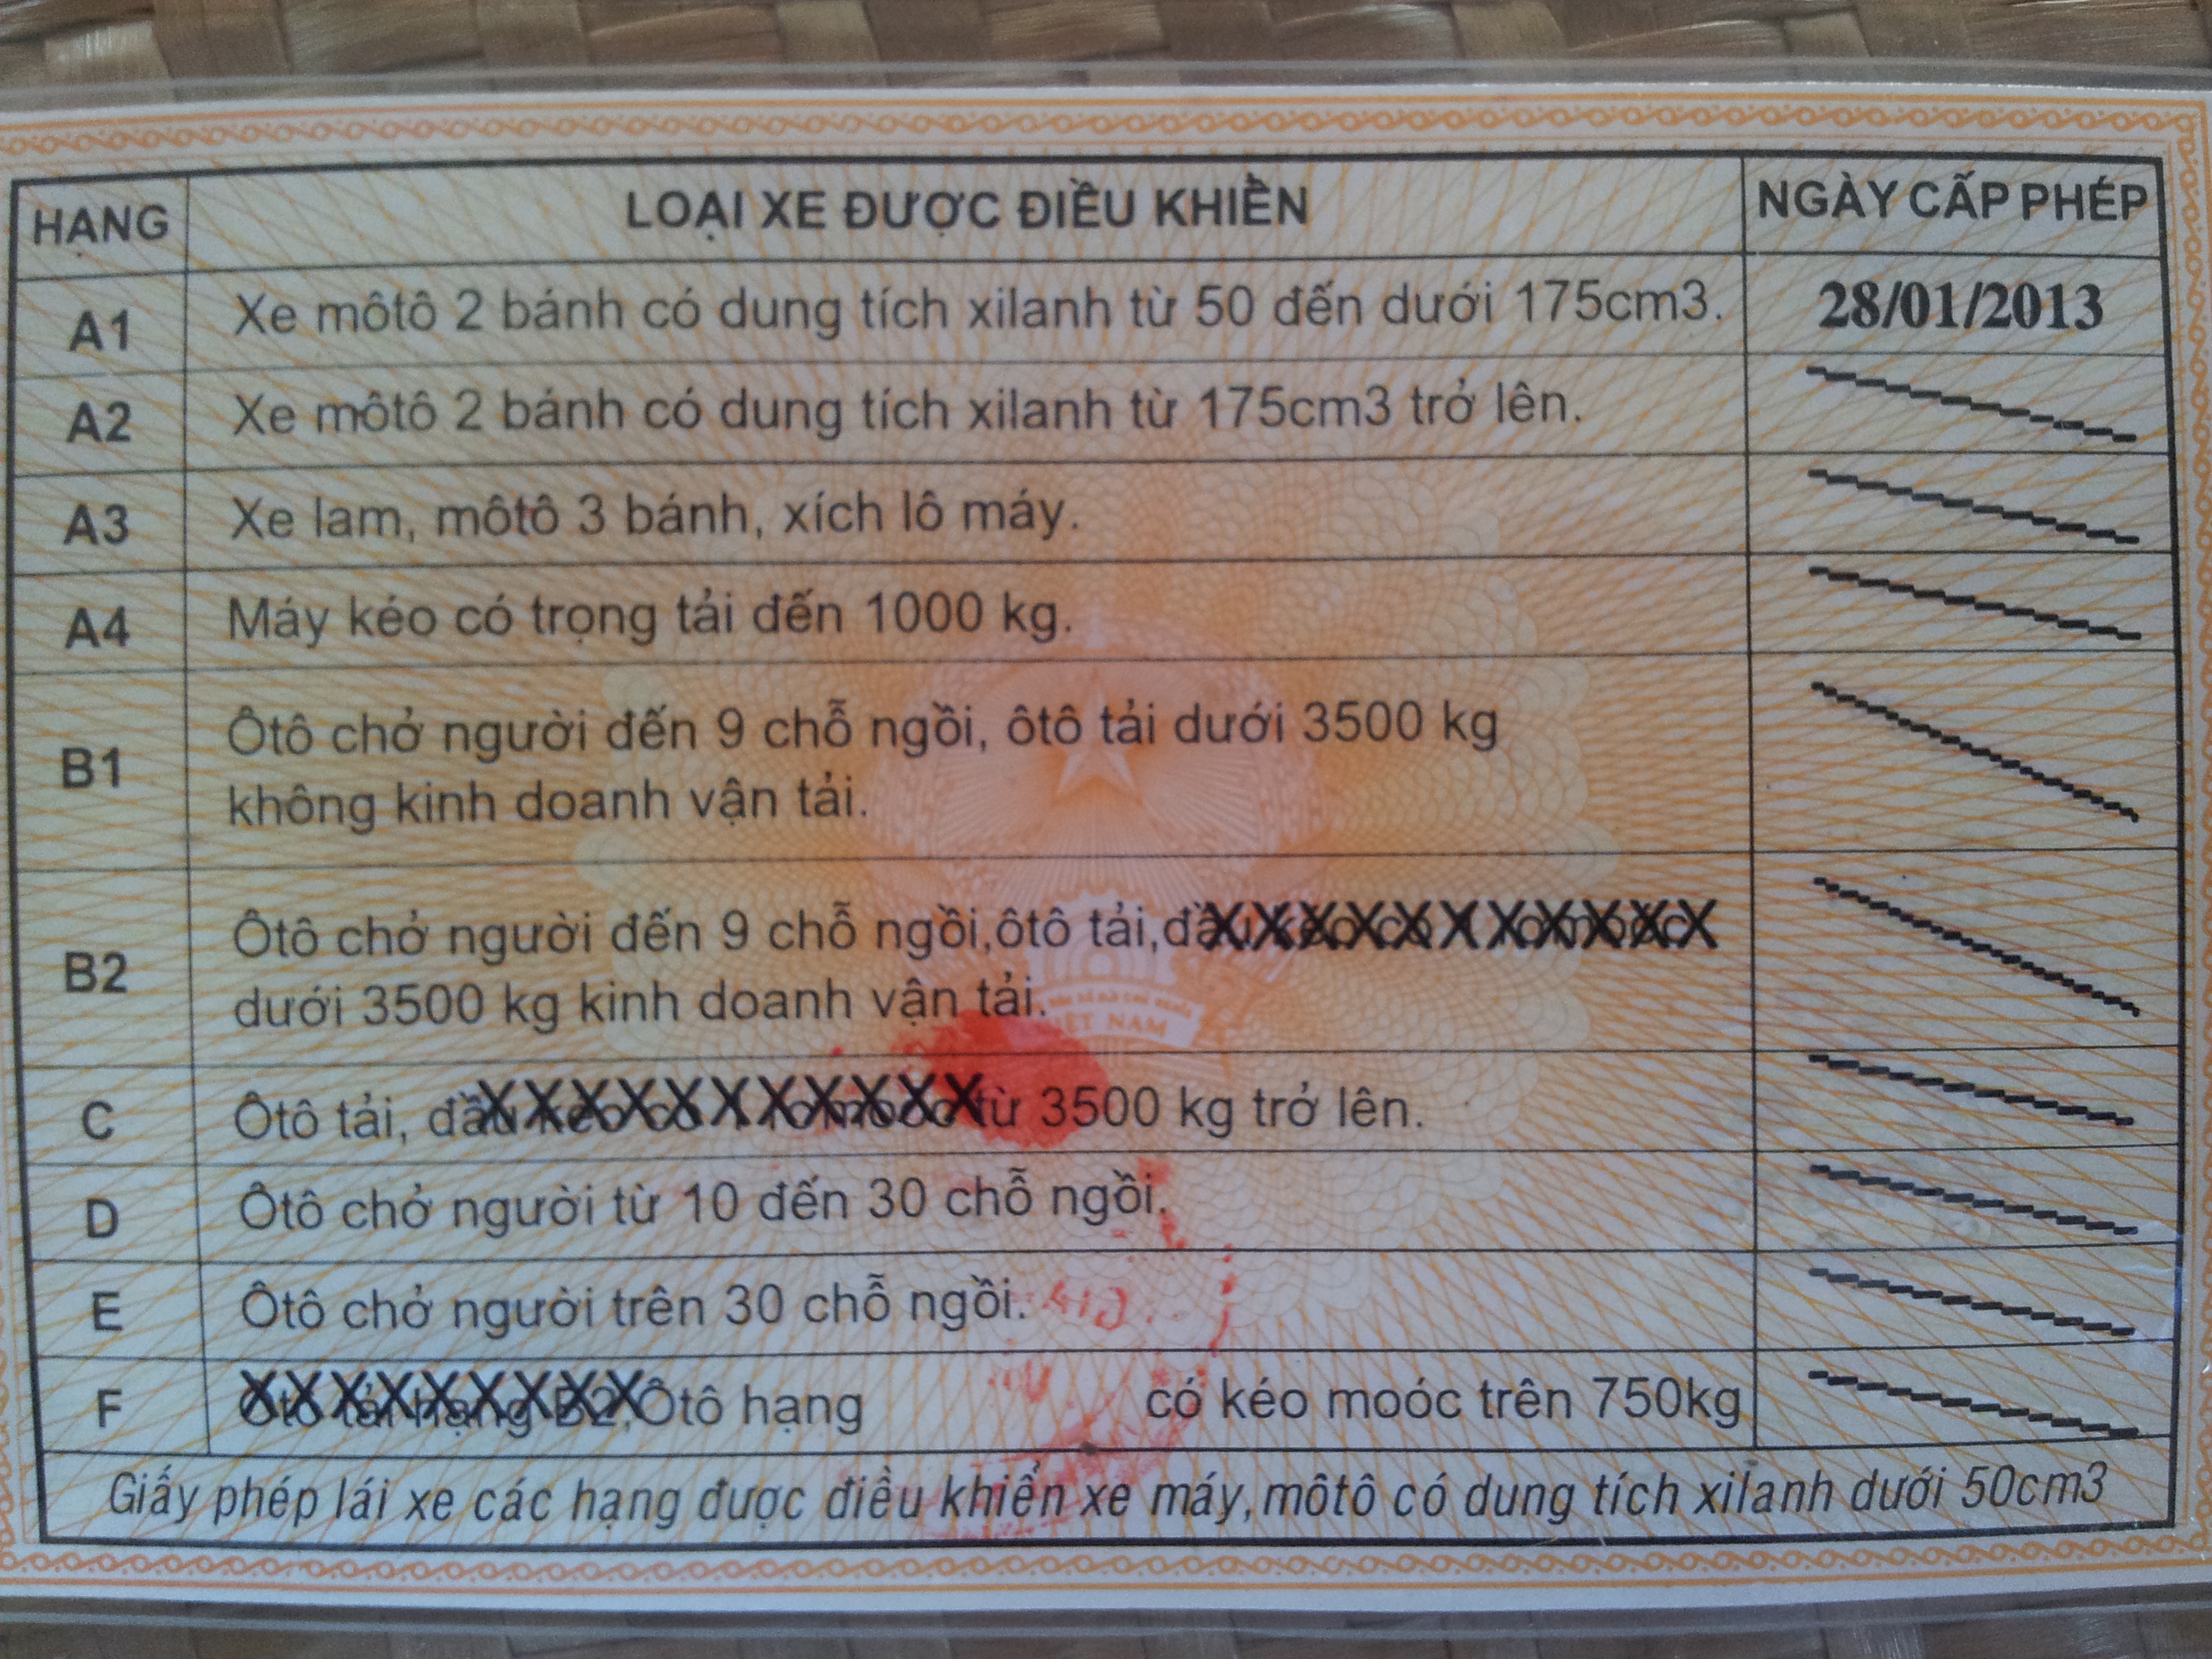 HẠNG LOẠI XE ĐƯỢC ĐIỀU KHIỂN NGÀY CẤP PHÉP
A1 Xe môtô 2 bánh có dung tích xilanh từ 50 đến dưới 175cm3. 28/01/2013
A2 Xe môtô 2 bánh có dung tích xilanh từ 175cm3 trở lên.
A3 Xe lam, môtô 3 bánh, xích lô máy.
A4 Máy kéo có trọng tải đến 1000 kg.
B1 Ôtô chở người đến 9 chỗ ngồi, ôtô tải dưới 3500 kg
không kinh doanh vận tải.
B2 Ôtô chở người đến 9 chỗ ngồi,ôtô tải,
dưới 3500 kg kinh doanh vận tải.
C Ôtô tải, từ 3500 kg trở lên.
D Ôtô chở người từ 10 đến 30 chỗ ngồi.
E Ôtô chở người trên 30 chỗ ngồi.
F Ôtô hạng có kéo moóc trên 750kg
Giấy phép lái xe các hạng được điều khiển xe máy,môtô có dung tích xilanh dưới 50cm3
VIỆT NAM